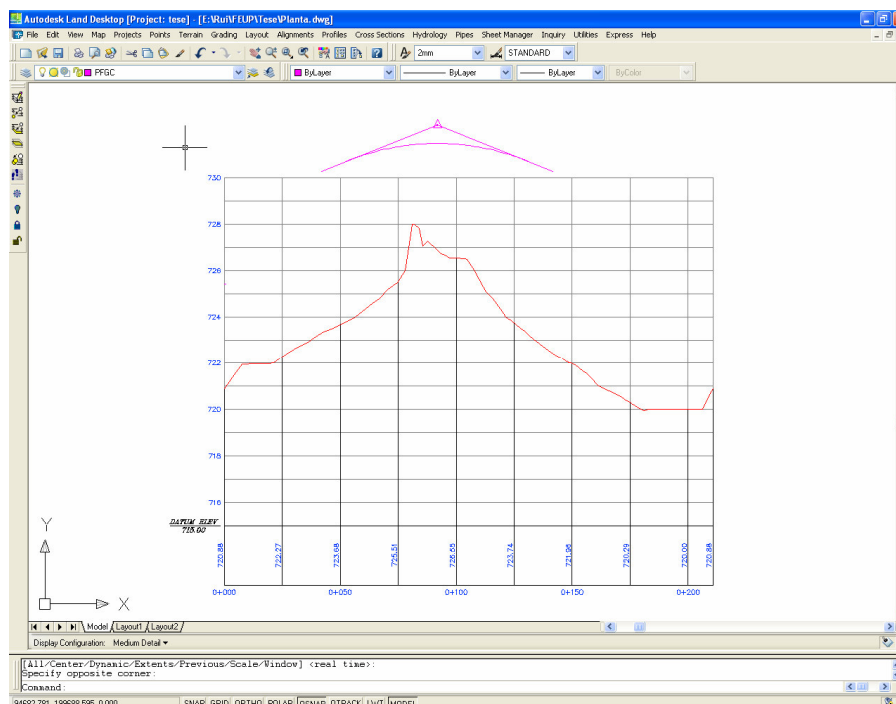 Autodesk Land Desktop [Project: tese] - [E:\Rui\FEUP\Tese\Planta.dwg]
File Edit View Map Projects Points Terrain Grading Layout Alignments Profiles Cross Sections Hydrology Pipes Sheet Manager Inquiry Utilities Express Help
2mm STANDARD
PFGC ByLayer ByLayer ByLayer ByColor
730
728
726
724
722
720
718
716
DATUM ELEV
715.00
720.88 722.27 723.68 725.51 726.55 723.74 721.96 720.29 720.00 720.88
0+000 0+050 0+100 0+150 0+200
Y
X
Model Layout1 Layout2
Display Configuration: Medium Detail
[All/Center/Dynamic/Extents/Previous/Scale/Window] <real time>:
Specify opposite corner:
Command:
SNAP GRID ORTHO POLAR OSNAP OTRACK LWT MODEL